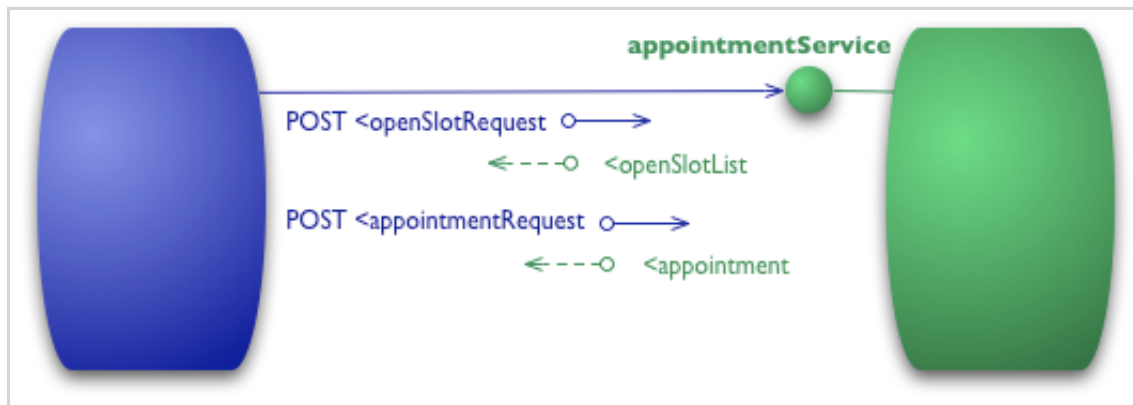 appointmentService
POST <openSlotRequest
<openSlotList
POST <appointmentRequest
<appointment